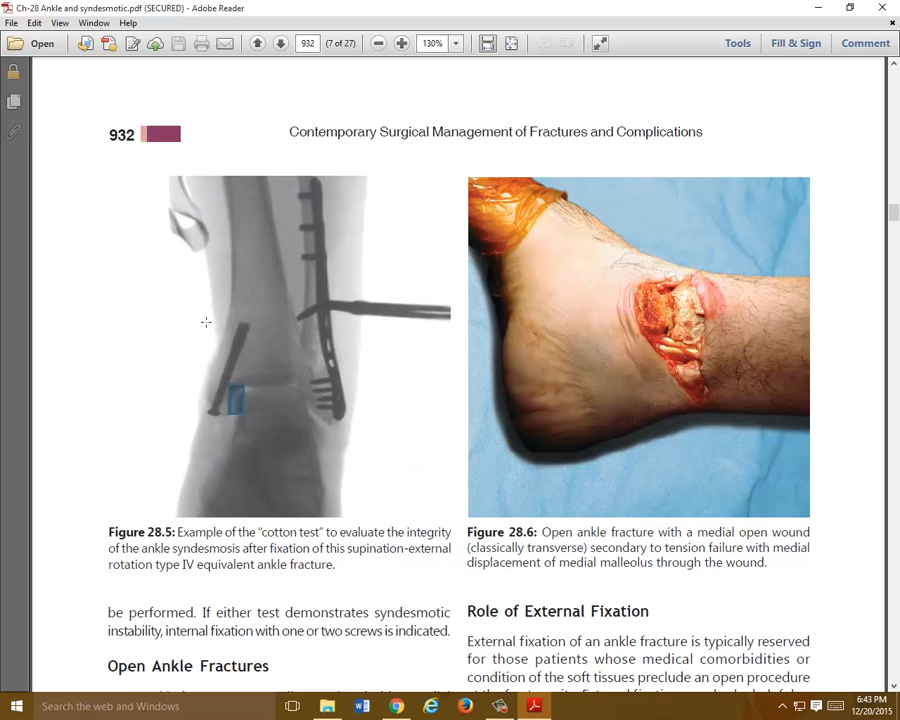 Ch-28 Ankle and syndesmotic.pdf (SECURED) - Adobe Reader
File Edit View Window Help
Open 932 (7 of 27) 130% Tools Fill & Sign Comment
932 Contemporary Surgical Management of Fractures and Complications
Figure 28.5: Example of the “cotton test” to evaluate the integrity
of the ankle syndesmosis after fixation of this supination-external
rotation type IV equivalent ankle fracture.
be performed. If either test demonstrates syndesmotic
instability, internal fixation with one or two screws is indicated.
Open Ankle Fractures
Figure 28.6: Open ankle fracture with a medial open wound
(classically transverse) secondary to tension failure with medial
displacement of medial malleolus through the wound.
Role of External Fixation
External fixation of an ankle fracture is typically reserved
for those patients whose medical comorbidities or
condition of the soft tissues preclude an open procedure
Search the web and Windows
6:43 PM
12/20/2015